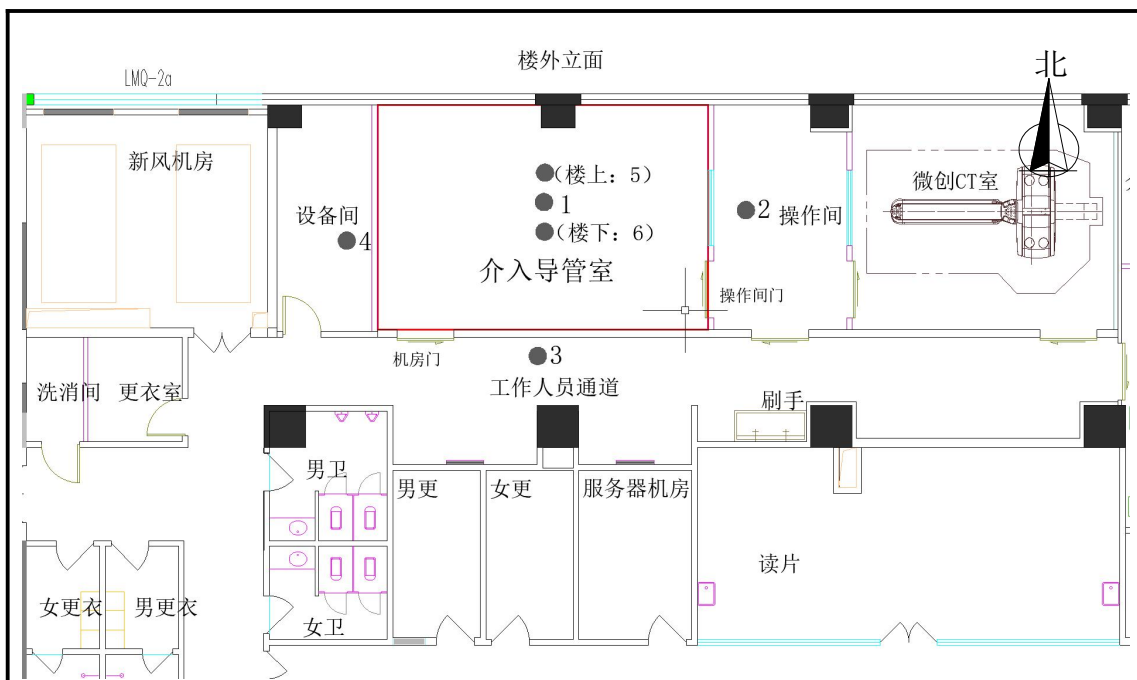 楼外立面
北
LMQ-2a
新风机房
设备间
4
(楼上: 5)
1
(楼下: 6)
介入导管室
2
操作间
操作间门
微创CT室
机房门
3
工作人员通道
洗消间
更衣室
刷手
男卫
男更
女更
服务器机房
读片
女更衣
男更衣
女卫